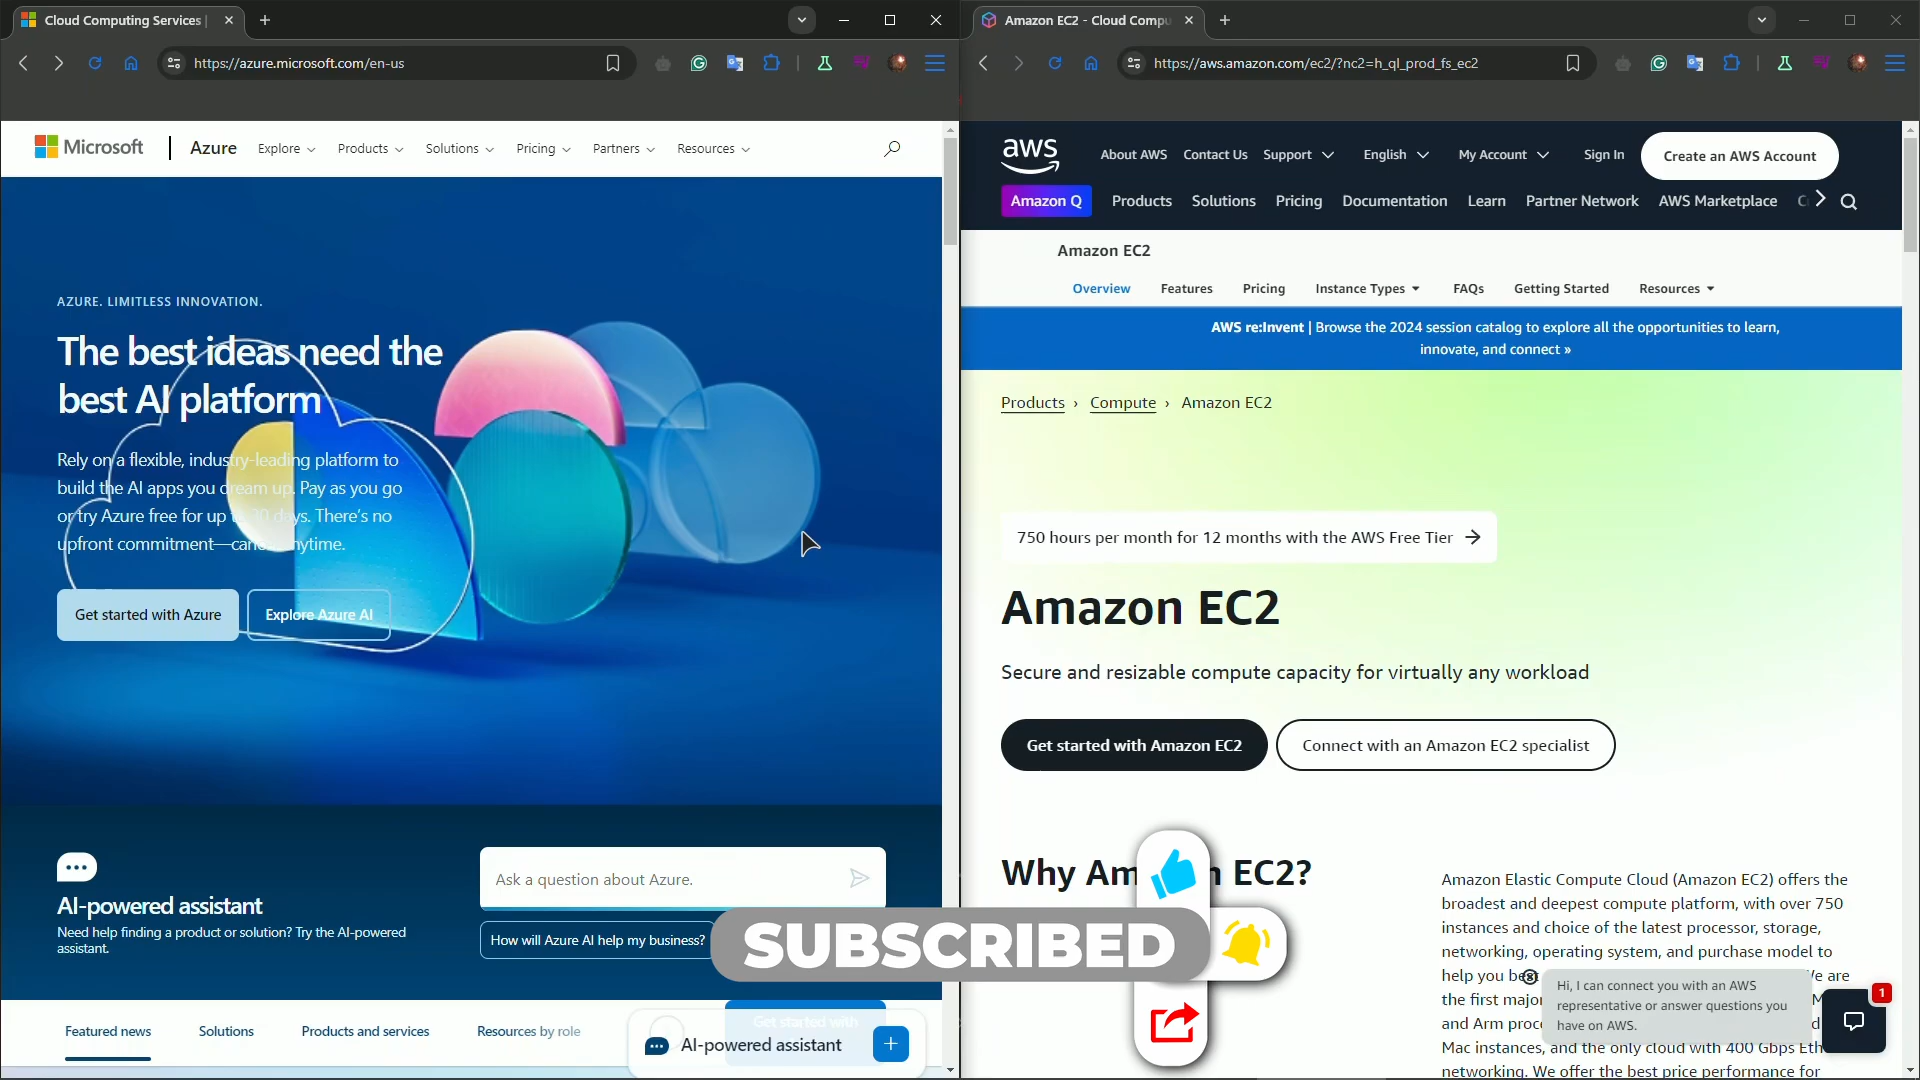 Cloud Computing Services |
https://azure.microsoft.com/en-us
Microsoft
Azure
Explore
Products
Solutions
Pricing
Partners
Resources
AZURE. LIMITLESS INNOVATION.
The best ideas need the
best AI platform
Rely on a flexible, industry-leading platform to
build the AI apps you dream up. Pay as you go
or try Azure free for up to 30 days. There's no
upfront commitment—cancel anytime.
Get started with Azure
Explore Azure AI
AI-powered assistant
Need help finding a product or solution? Try the AI-powered
assistant.
Ask a question about Azure.
How will Azure AI help my business?
Featured news
Solutions
Products and services
Resources by role
Get started with
AI-powered assistant
Amazon EC2 - Cloud Compu
https://aws.amazon.com/ec2/?nc2=h_ql_prod_fs_ec2
aws
About AWS
Contact Us
Support
English
My Account
Sign In
Create an AWS Account
Amazon Q
Products
Solutions
Pricing
Documentation
Learn
Partner Network
AWS Marketplace
Amazon EC2
Overview
Features
Pricing
Instance Types
FAQs
Getting Started
Resources
AWS re:Invent | Browse the 2024 session catalog to explore all the opportunities to learn,
innovate, and connect »
Products › Compute › Amazon EC2
750 hours per month for 12 months with the AWS Free Tier
Amazon EC2
Secure and resizable compute capacity for virtually any workload
Get started with Amazon EC2
Connect with an Amazon EC2 specialist
Why Am n EC2?
Amazon Elastic Compute Cloud (Amazon EC2) offers the
broadest and deepest compute platform, with over 750
instances and choice of the latest processor, storage,
networking, operating system, and purchase model to
help you be We are
the first major
and Arm proc
Mac instances, and the only cloud with 400 Gbps Eth
networking. We offer the best price performance for
Hi, I can connect you with an AWS
representative or answer questions you
have on AWS.
1
SUBSCRIBED